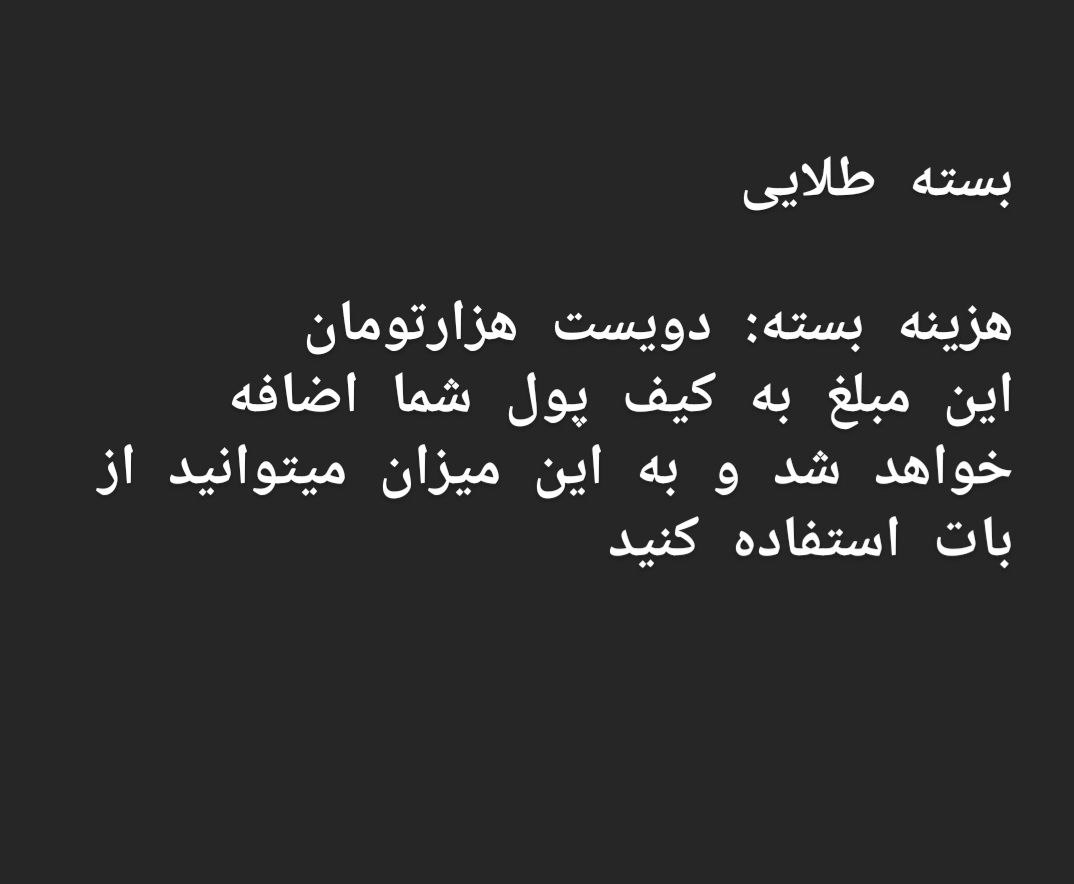 بسته طلایی
هزینه بسته: دویست هزارتومان
این مبلغ به کیف پول شما اضافه
خواهد شد و به این میزان میتوانید از
بات استفاده کنید